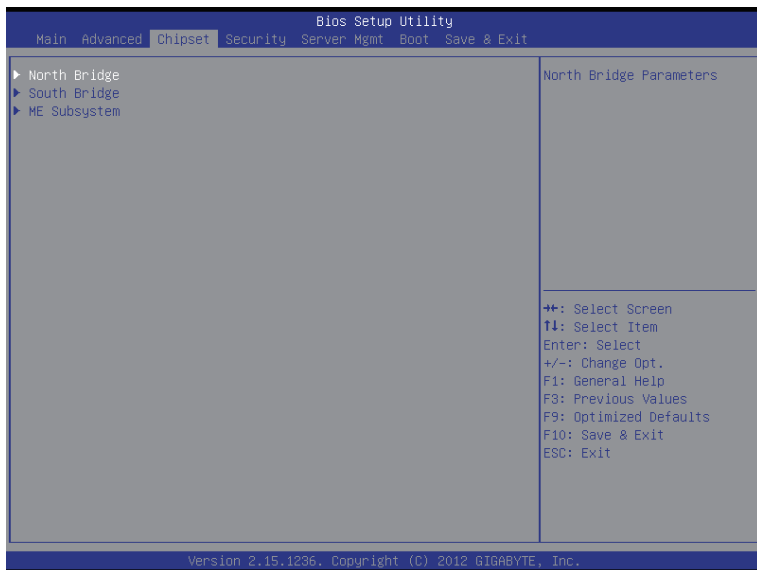 Bios Setup Utility
Main Advanced Chipset Security Server Mgmt Boot Save & Exit
▶ North Bridge
▶ South Bridge
▶ ME Subsystem
North Bridge Parameters
→←: Select Screen
↑↓: Select Item
Enter: Select
+/-: Change Opt.
F1: General Help
F3: Previous Values
F9: Optimized Defaults
F10: Save & Exit
ESC: Exit
Version 2.15.1236. Copyright (C) 2012 GIGABYTE, Inc.